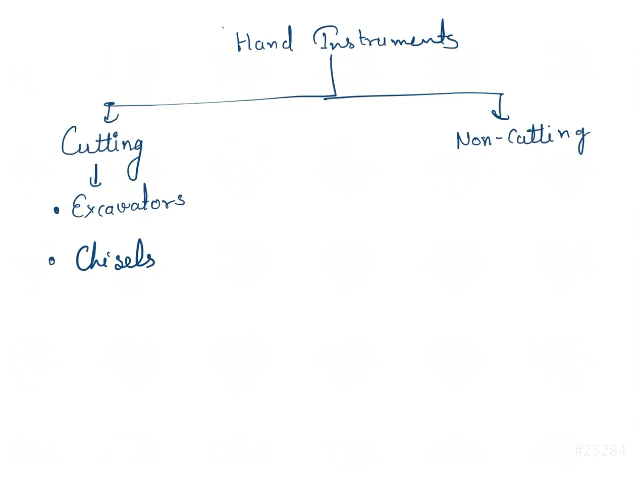 Hand Instruments
Cutting
Non-Cutting
• Excavators
• Chisels
#25284